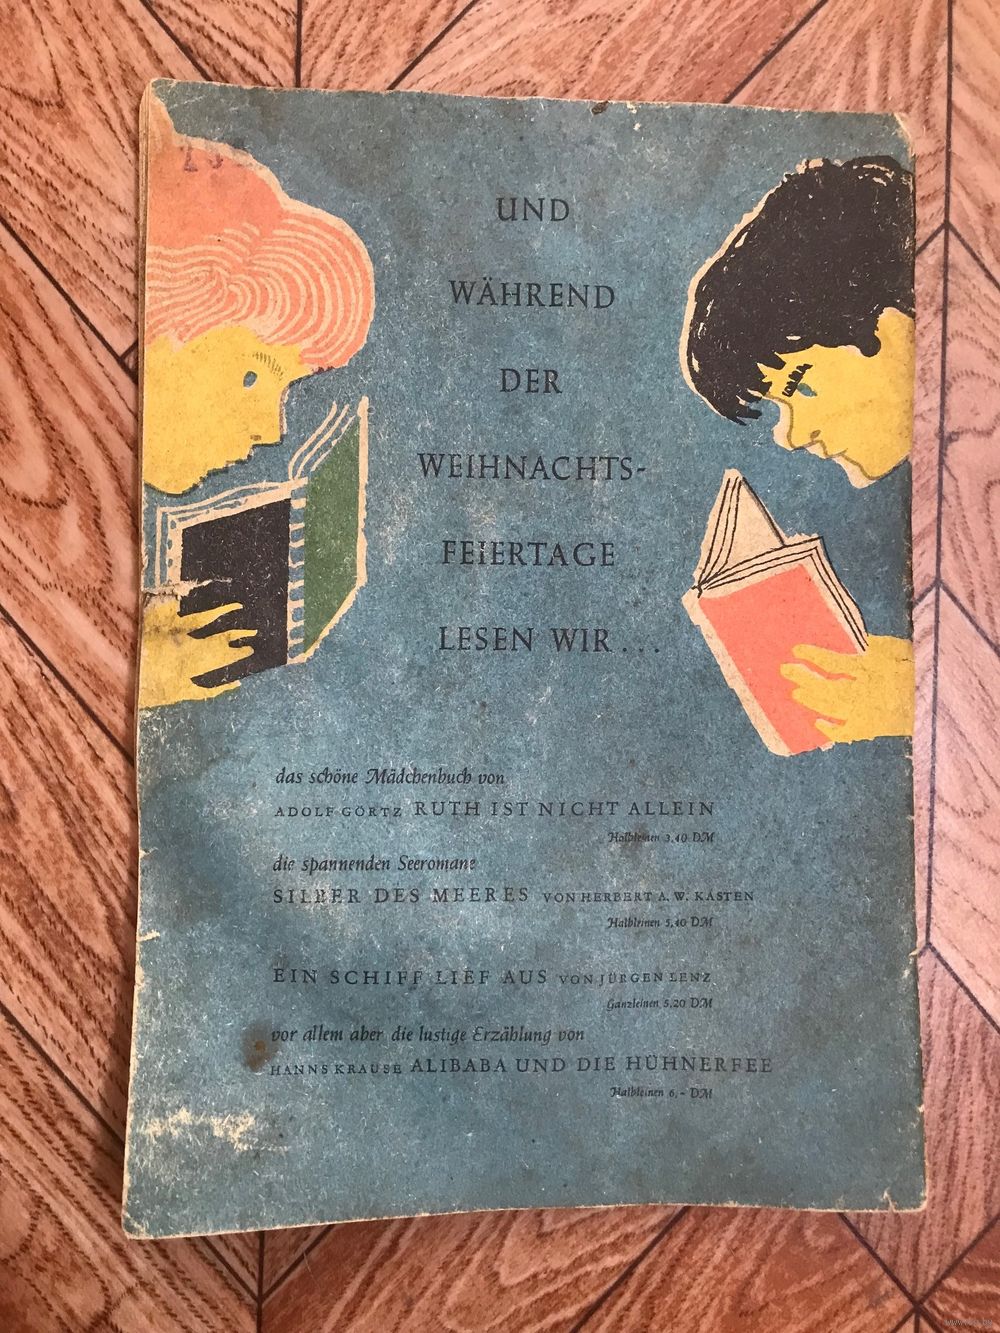 UND
WÄHREND
DER
WEIHNACHTS-
FEIERTAGE
LESEN WIR...
das schöne Mädchenbuch von
ADOLF GÖRTZ RUTH IST NICHT ALLEIN
Halbleinen 3,40 DM
die spannenden Seeromane
SILBER DES MEERES VON HERBERT A. W. KASTEN
Halbleinen 5,40 DM
EIN SCHIFF LIEF AUS VON JÜRGEN LENZ
Ganzleinen 5,20 DM
vor allem aber die lustige Erzählung von
HANNS KRAUSE ALIBABA UND DIE HÜHNERFEE
Halbleinen 6,- DM